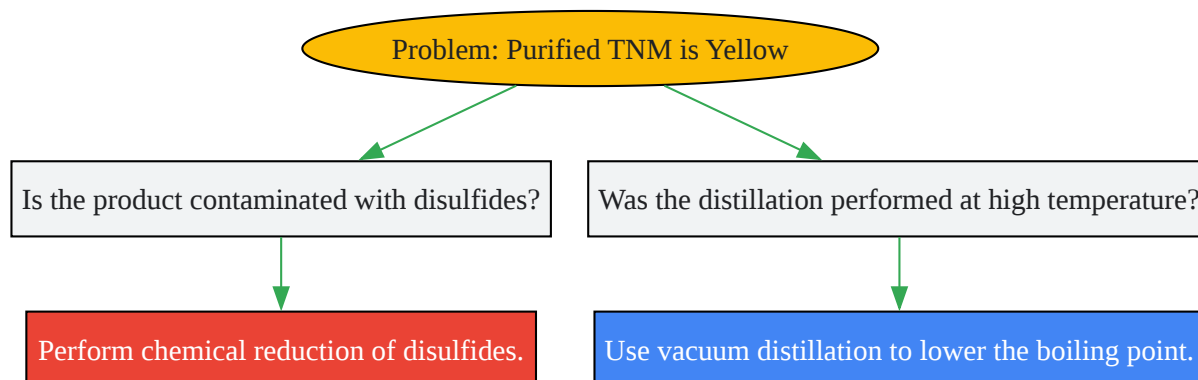 Problem: Purified TNM is Yellow
Is the product contaminated with disulfides?
Was the distillation performed at high temperature?
Perform chemical reduction of disulfides.
Use vacuum distillation to lower the boiling point.